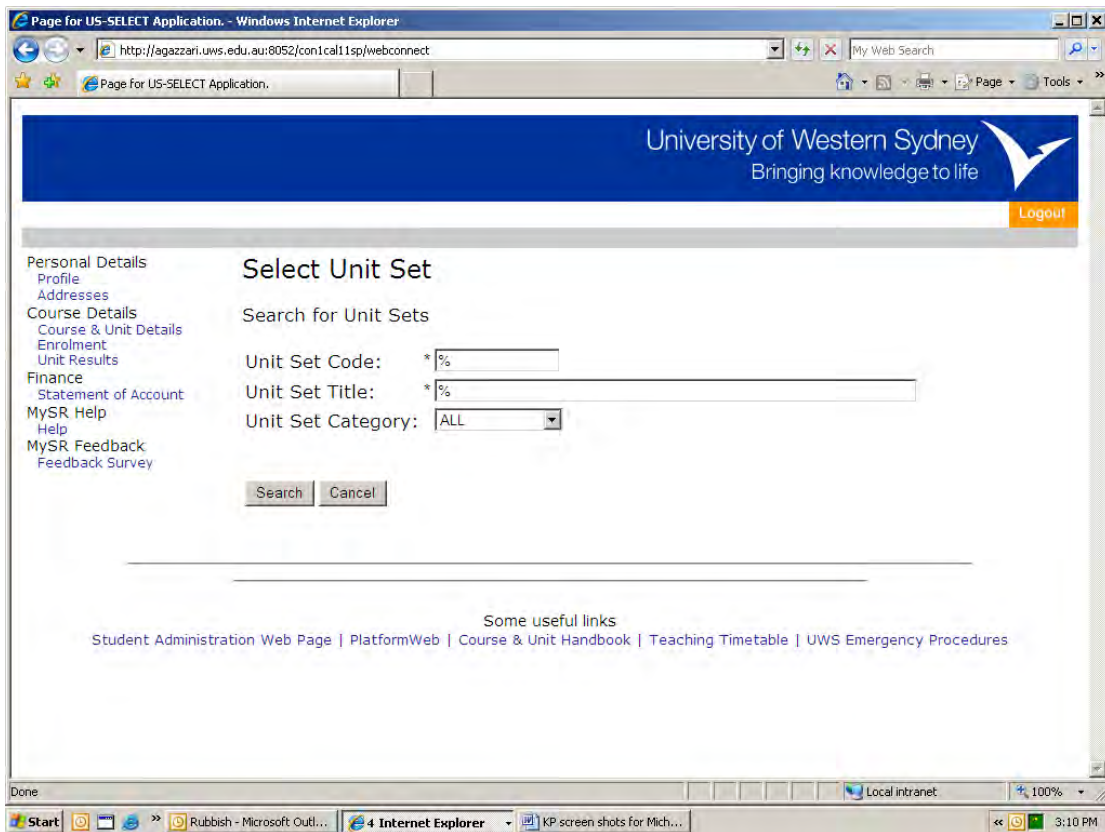 Page for US-SELECT Application. - Windows Internet Explorer
http://agazzari.uws.edu.au:8052/con1cal11sp/webconnect
My Web Search
Page for US-SELECT Application.
Page
Tools
University of Western Sydney
Bringing knowledge to life
Logout
Personal Details
Profile
Addresses
Course Details
Course & Unit Details
Enrolment
Unit Results
Finance
Statement of Account
MySR Help
Help
MySR Feedback
Feedback Survey
Select Unit Set
Search for Unit Sets
Unit Set Code: * %
Unit Set Title: * %
Unit Set Category: ALL
Search Cancel
Some useful links
Student Administration Web Page | PlatformWeb | Course & Unit Handbook | Teaching Timetable | UWS Emergency Procedures
Done Local intranet 100%
Start » Rubbish - Microsoft Outl... 4 Internet Explorer KP screen shots for Mich... « 3:10 PM